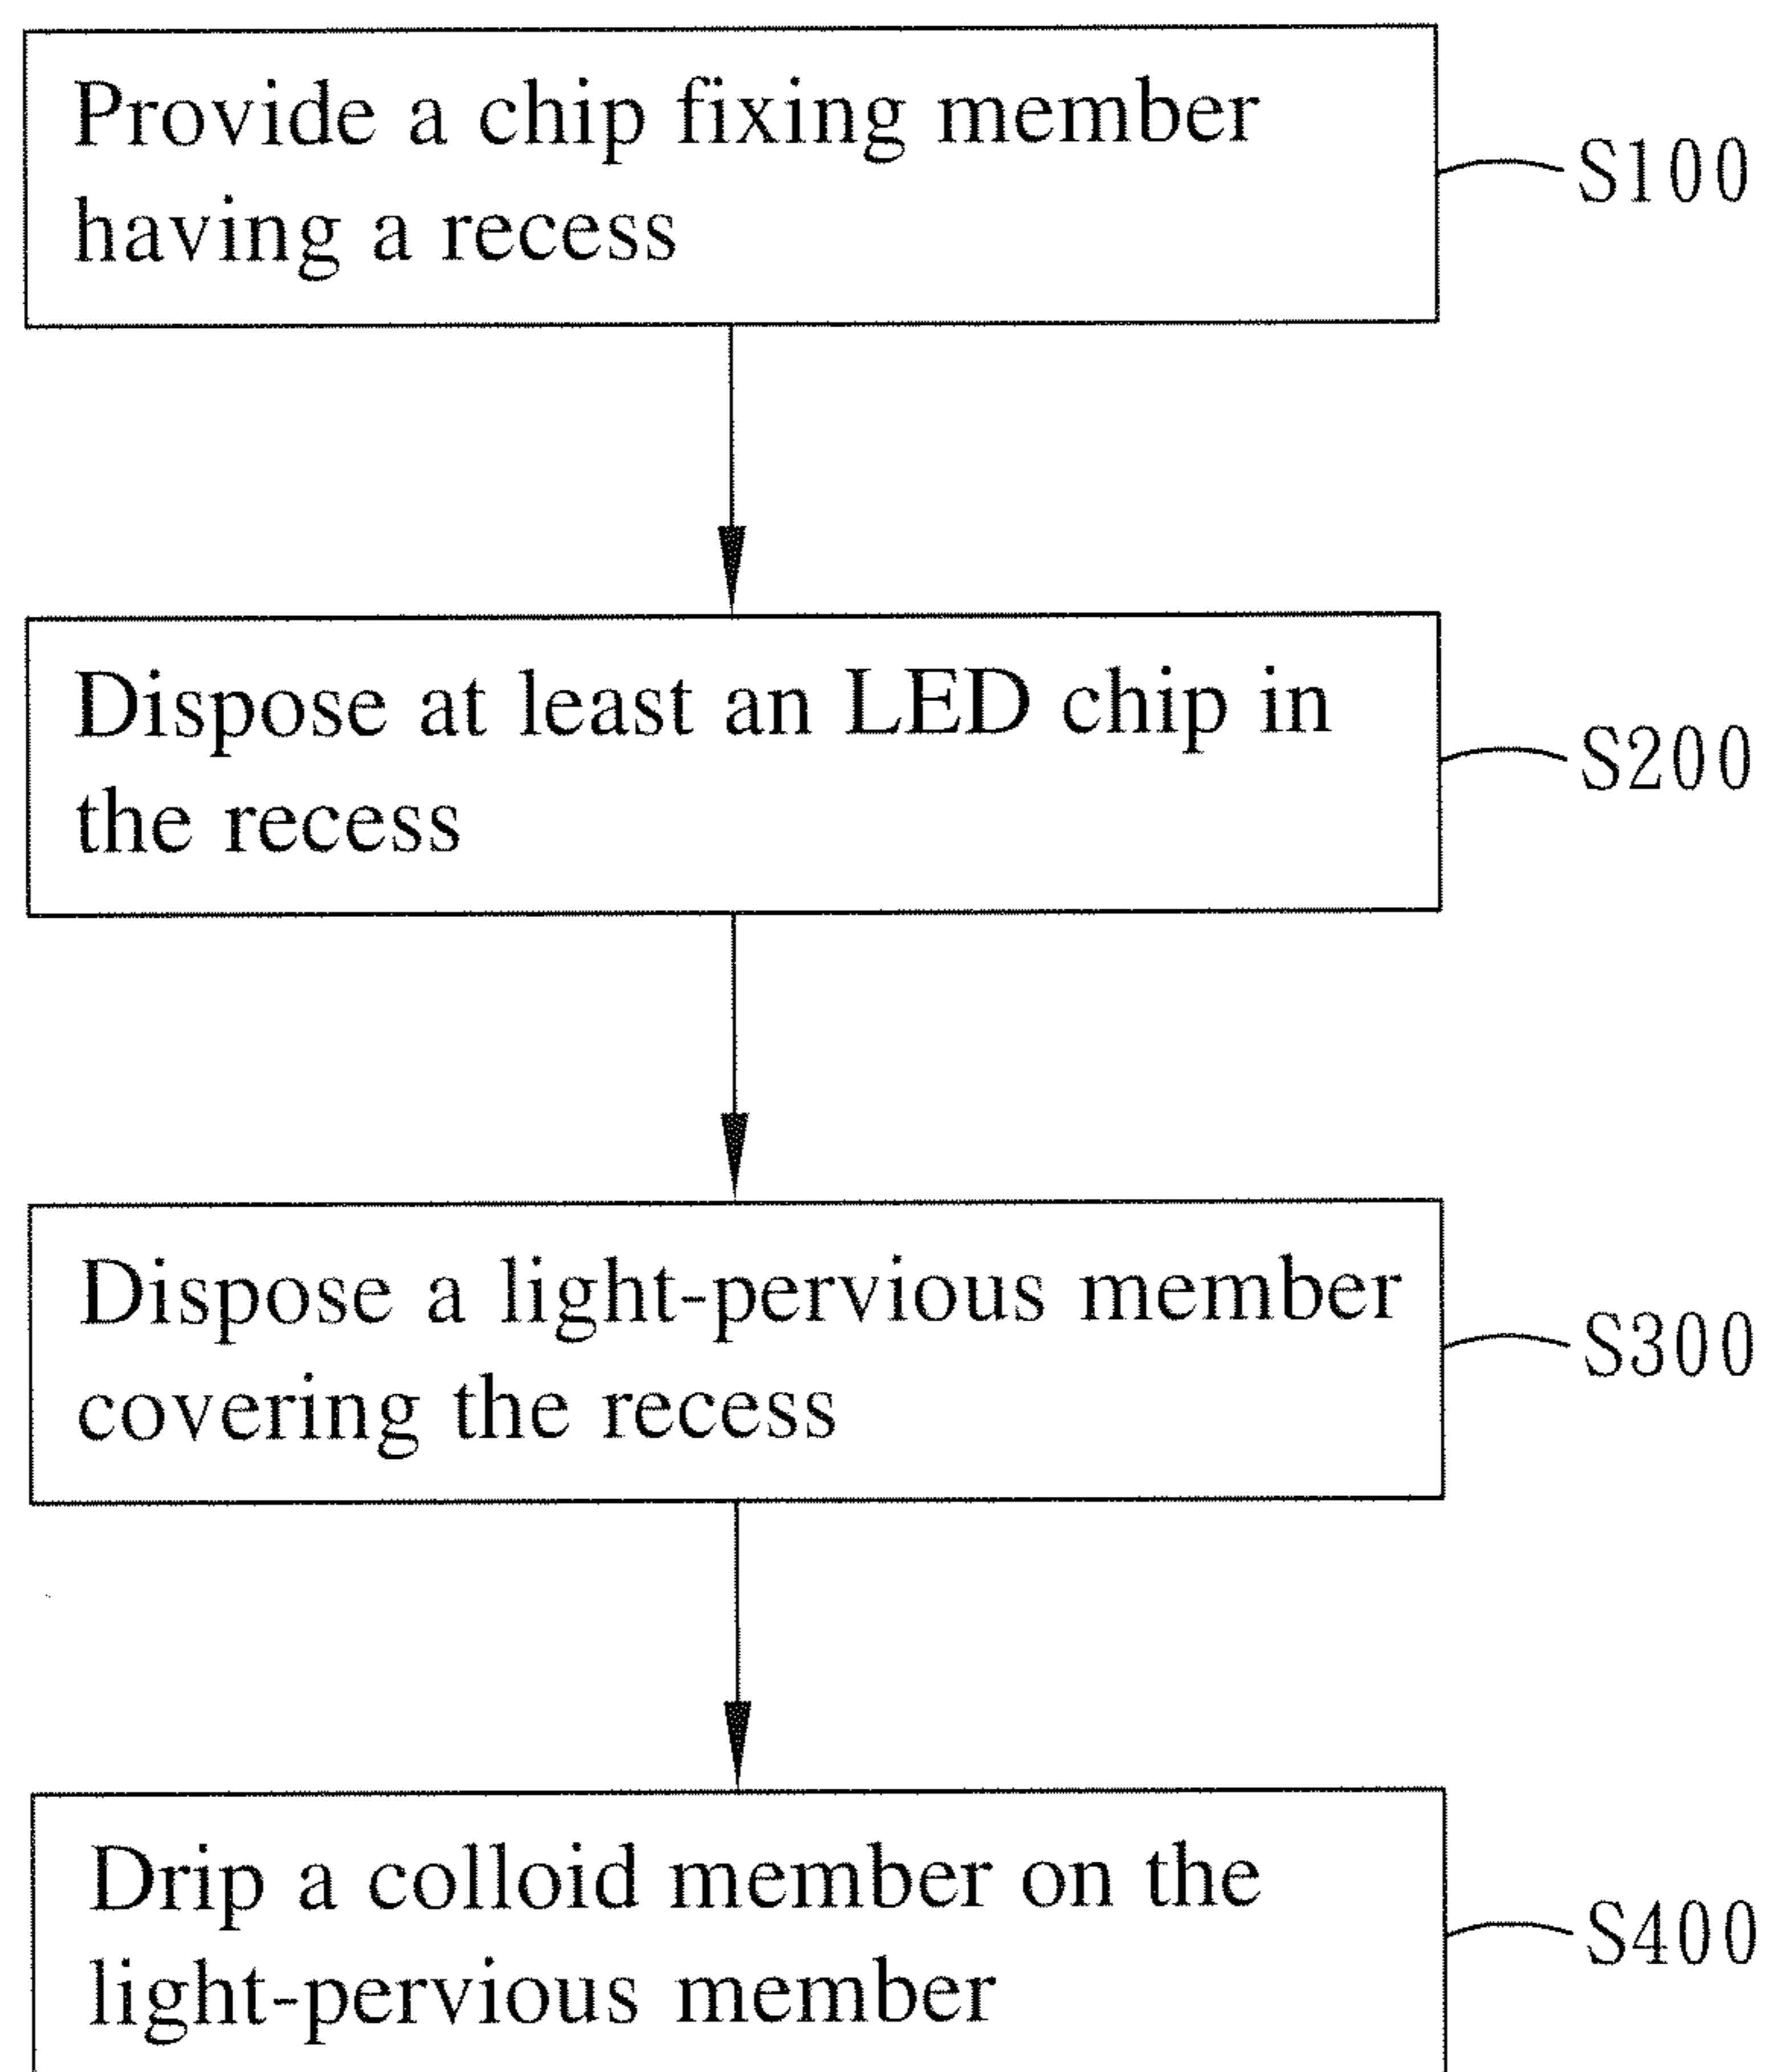 Provide a chip fixing member
having a recess
S100
Dispose at least an LED chip in
the recess
S200
Dispose a light-pervious member
covering the recess
S300
Drip a colloid member on the
light-pervious member
S400